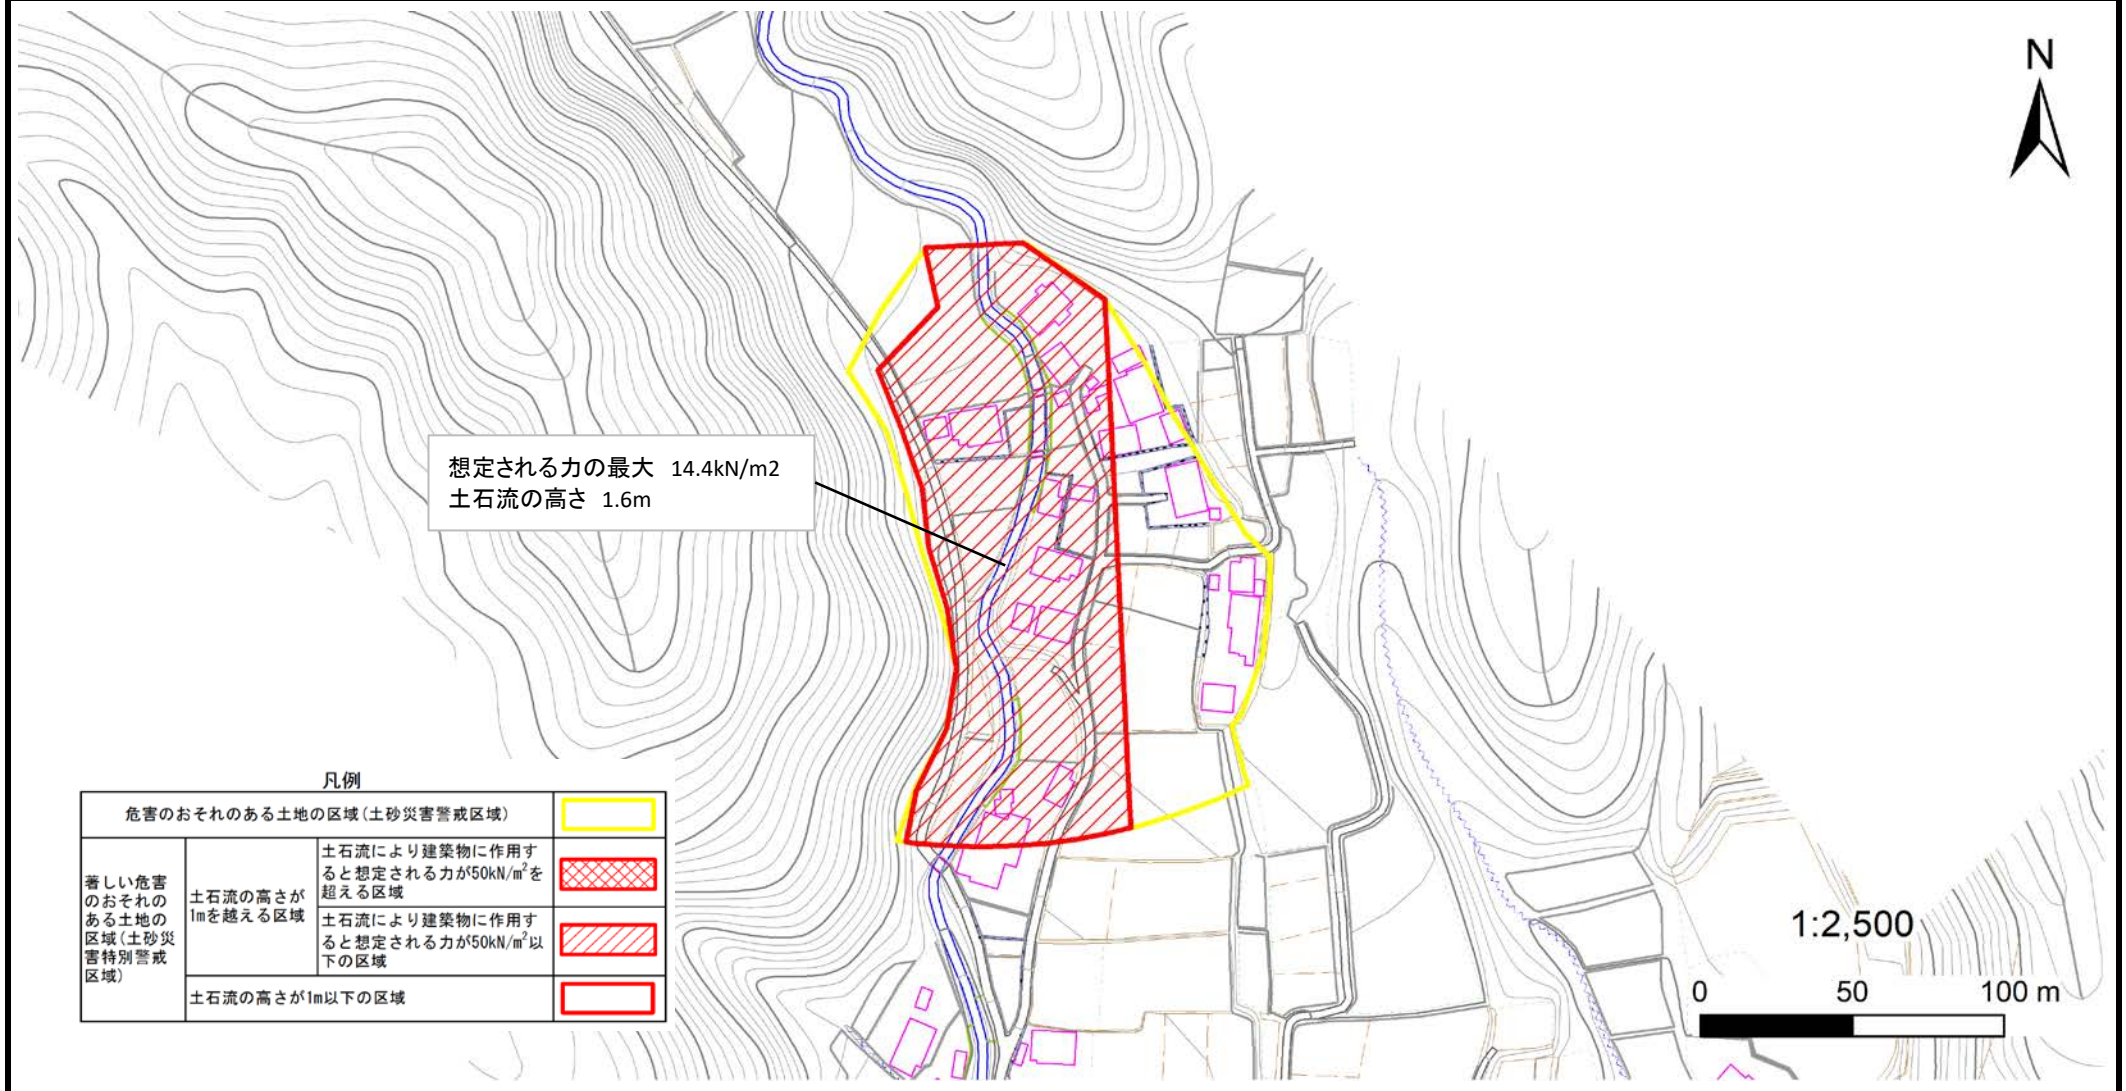 N
想定される力の最大 14.4kN/m2
土石流の高さ 1.6m
凡例
危害のおそれのある土地の区域(土砂災害警戒区域)
著しい危害
のおそれの
ある土地の
区域(土砂災
害特別警戒
区域)
土石流の高さが
1mを越える区域
土石流により建築物に作用す
ると想定される力が50kN/m²を
超える区域
土石流により建築物に作用す
ると想定される力が50kN/m²以
下の区域
土石流の高さが1m以下の区域
1:2,500
0 50 100 m